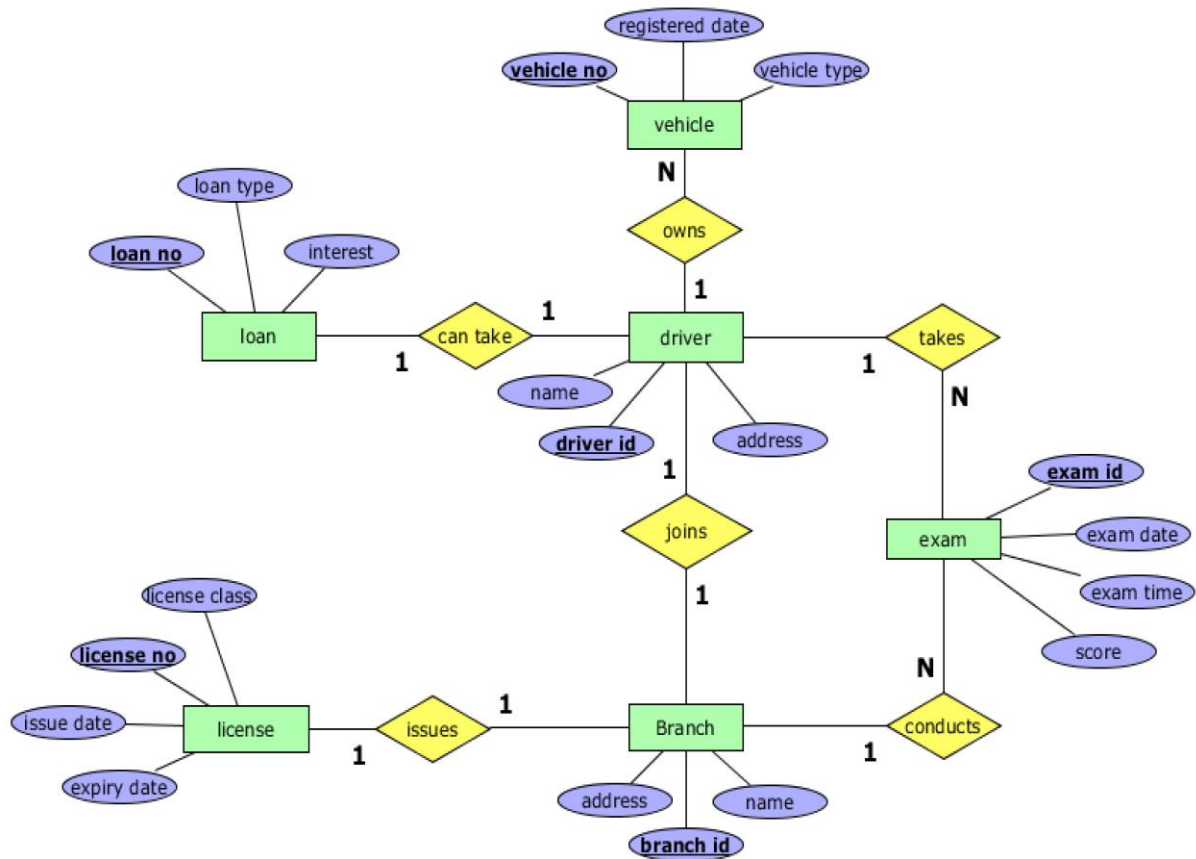 registered date
vehicle no
vehicle type
vehicle
N
loan type
owns
loan no
interest
1
1
loan
can take
driver
takes
1
1
name
N
driver id
address
1
exam id
joins
exam
exam date
license class
1
exam time
license no
score
N
issue date
1
license
issues
Branch
conducts
1
1
expiry date
address
name
branch id